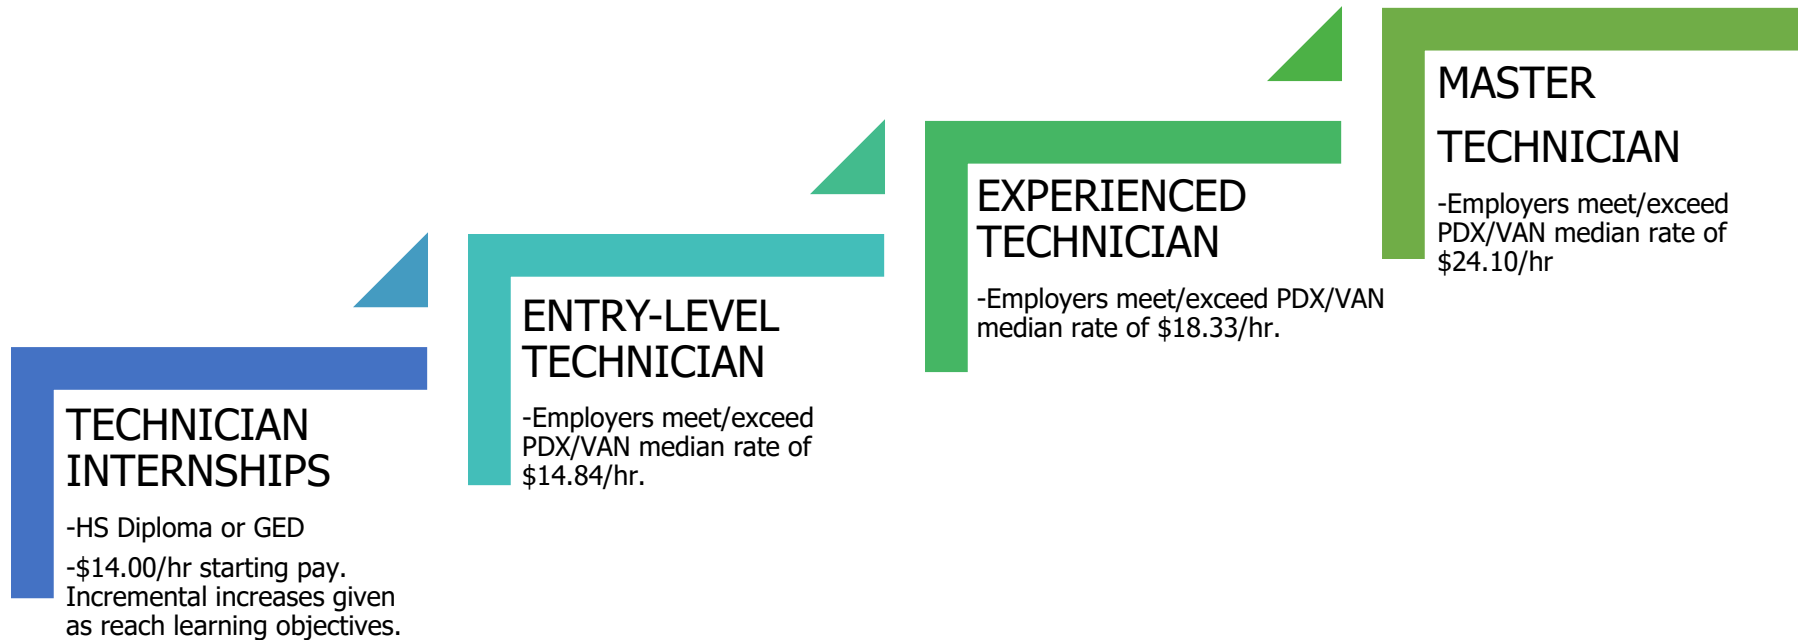 TECHNICIAN
INTERNSHIPS
-HS Diploma or GED
-$14.00/hr starting pay.
Incremental increases given
as reach learning objectives.
ENTRY-LEVEL
TECHNICIAN
-Employers meet/exceed
PDX/VAN median rate of
$14.84/hr.
EXPERIENCED
TECHNICIAN
-Employers meet/exceed PDX/VAN
median rate of $18.33/hr.
MASTER
TECHNICIAN
-Employers meet/exceed
PDX/VAN median rate of
$24.10/hr